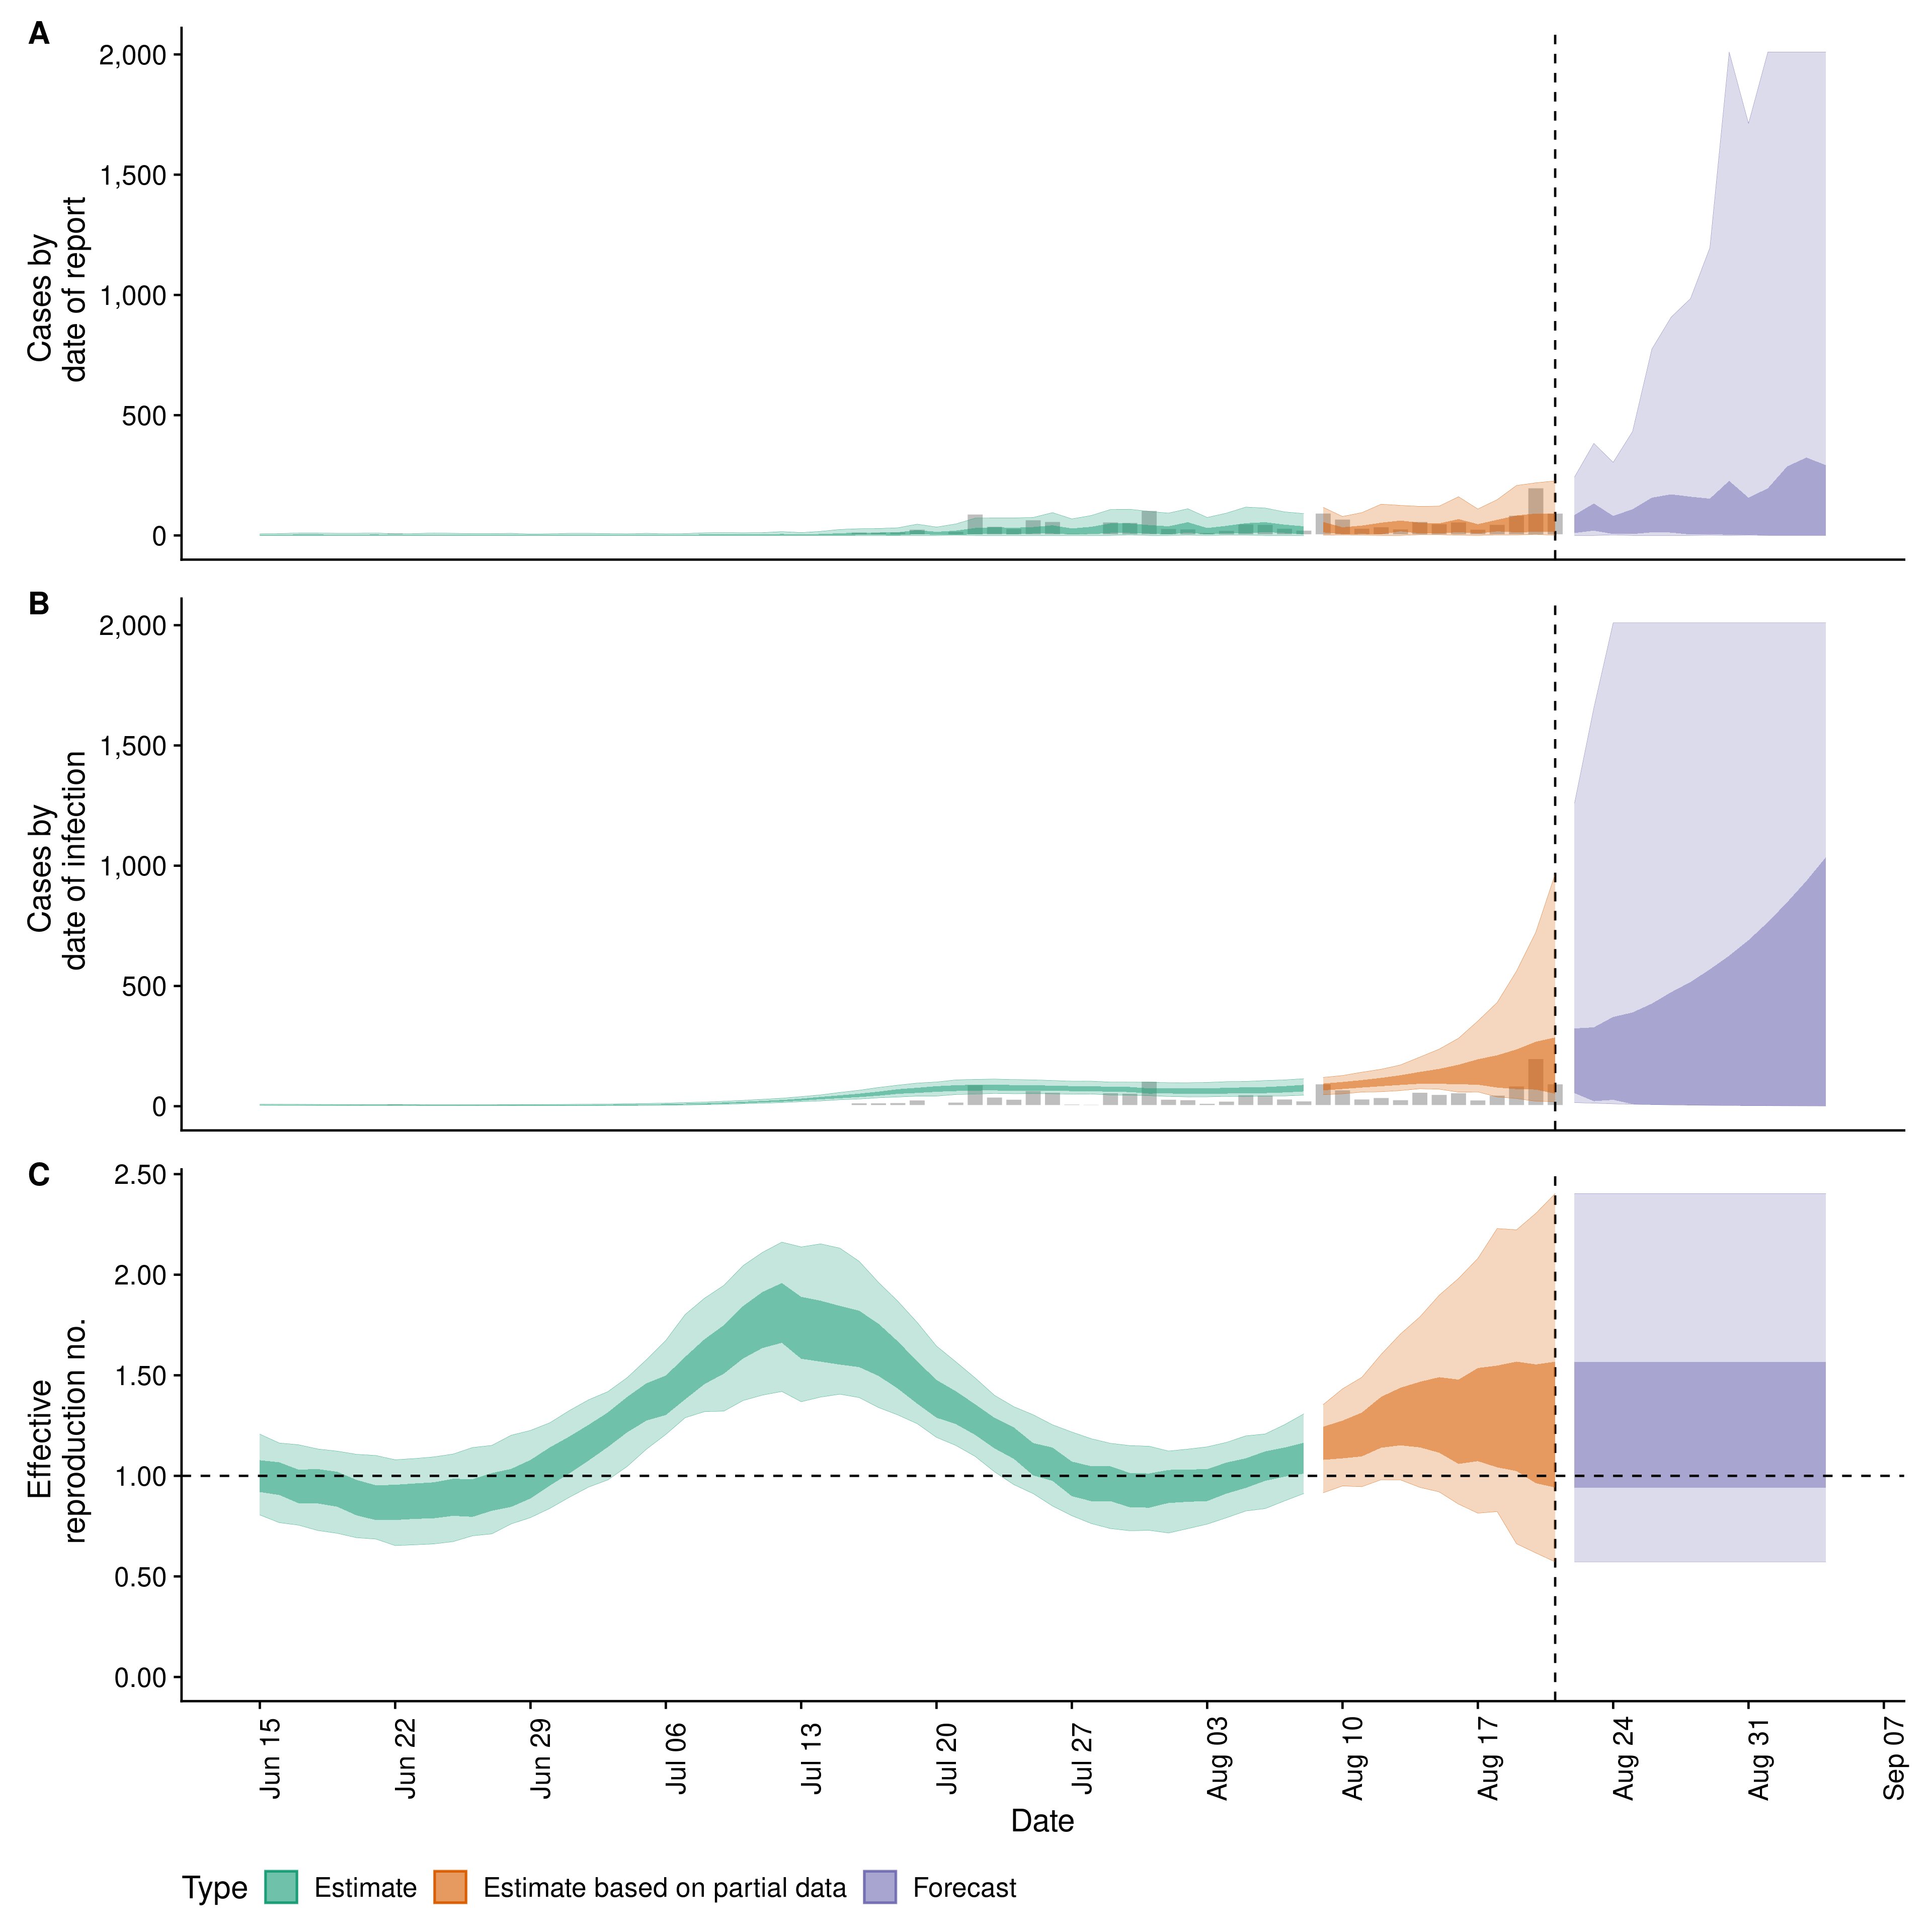 A
2,000
1,500
1,000
500
0
Cases by
date of report
B
2,000
1,500
1,000
500
0
Cases by
date of infection
C
2.50
2.00
1.50
1.00
0.50
0.00
Effective
reproduction no.
Jun 15
Jun 22
Jun 29
Jul 06
Jul 13
Jul 20
Jul 27
Aug 03
Aug 10
Aug 17
Aug 24
Aug 31
Sep 07
Date
Type Estimate Estimate based on partial data Forecast